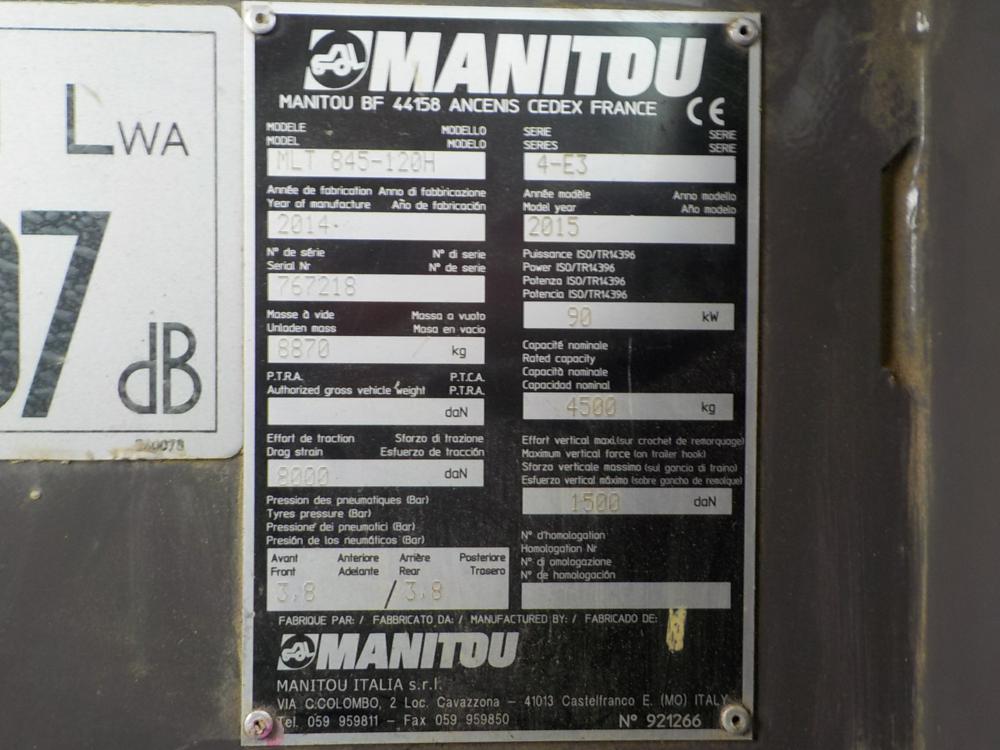 LWA
07
dB
240078
MANITOU
MANITOU BF 44158 ANCENIS CEDEX FRANCE CE
MODELE MODELLO
MODEL MODELO
MLT 845-120H
SERIE SERIE
SERIES SERIE
4-E3
Année de fabrication Anno di fabbricazione
Year of manufacture Año de fabricación
2014
Année modèle Anno modello
Model year Año modelo
2015
N° de série N° di serie
Serial Nr N° de serie
767218
Puissance ISO/TR14396
Power ISO/TR14396
Potenza ISO/TR14396
Potencia ISO/TR14396
90 kW
Masse à vide Massa a vuoto
Unladen mass Masa en vacio
8870 kg
Capacité nominale
Rated capacity
Capacità nominale
Capacidad nominal
4500 kg
P.T.R.A. P.T.C.A.
Authorized gross vehicle weight P.T.R.A.
daN
Effort de traction Sforzo di trazione
Drag strain Esfuerzo de tracción
8000 daN
Effort vertical maxi.(sur crochet de remorquage)
Maximum vertical force (on trailer hook)
Sforzo verticale massimo (sul gancio di traino)
Esfuerzo vertical máximo (sobre gancho de remolque)
1500 daN
Pression des pneumatiques (Bar)
Tyres pressure (Bar)
Pressione dei pneumatici (Bar)
Presión de los neumáticos (Bar)
Avant Anteriore Arrière Posteriore
Front Adelante Rear Trasero
3,8 / 3,8
N° d'homologation
Homologation Nr
N° di omologazione
N° de homologación
FABRIQUE PAR: / FABBRICATO DA: / MANUFACTURED BY: / FABRICADO DE:
MANITOU
MANITOU ITALIA s.r.l.
VIA C.COLOMBO, 2 Loc. Cavazzona - 41013 Castelfranco E. (MO) ITALY
Tel. 059 959811 - Fax 059 959850 N° 921266